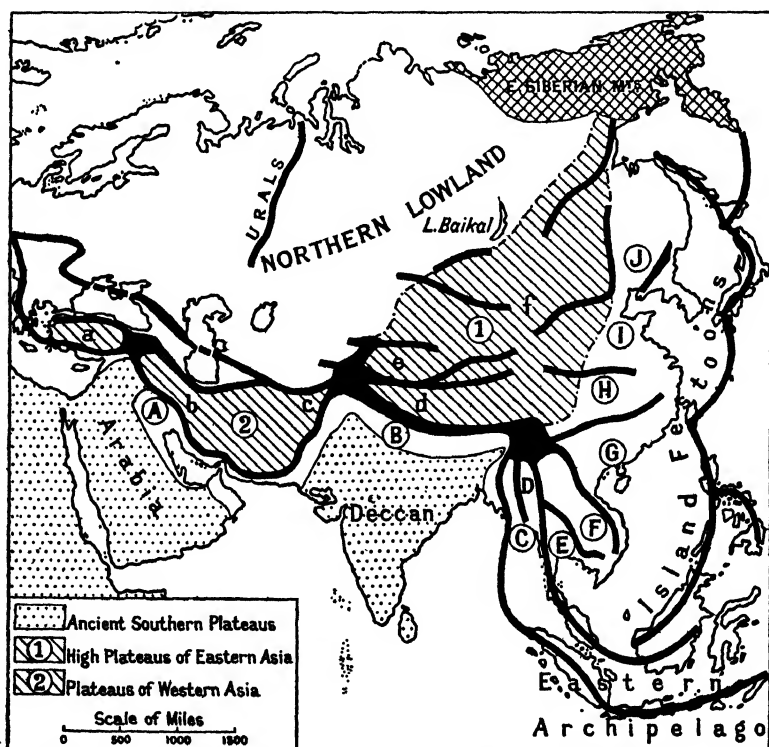 E. SIBERIAN MTS
URALS
NORTHERN LOWLAND
L. Baikal
J
a
1
f
I
e
H
b
c
d
A
2
B
G
Arabia
Deccan
D
C
E
F
Island Festoons
Eastern
Archipelago
Ancient Southern Plateaus
1 High Plateaus of Eastern Asia
2 Plateaus of Western Asia
Scale of Miles
0 500 1000 1500